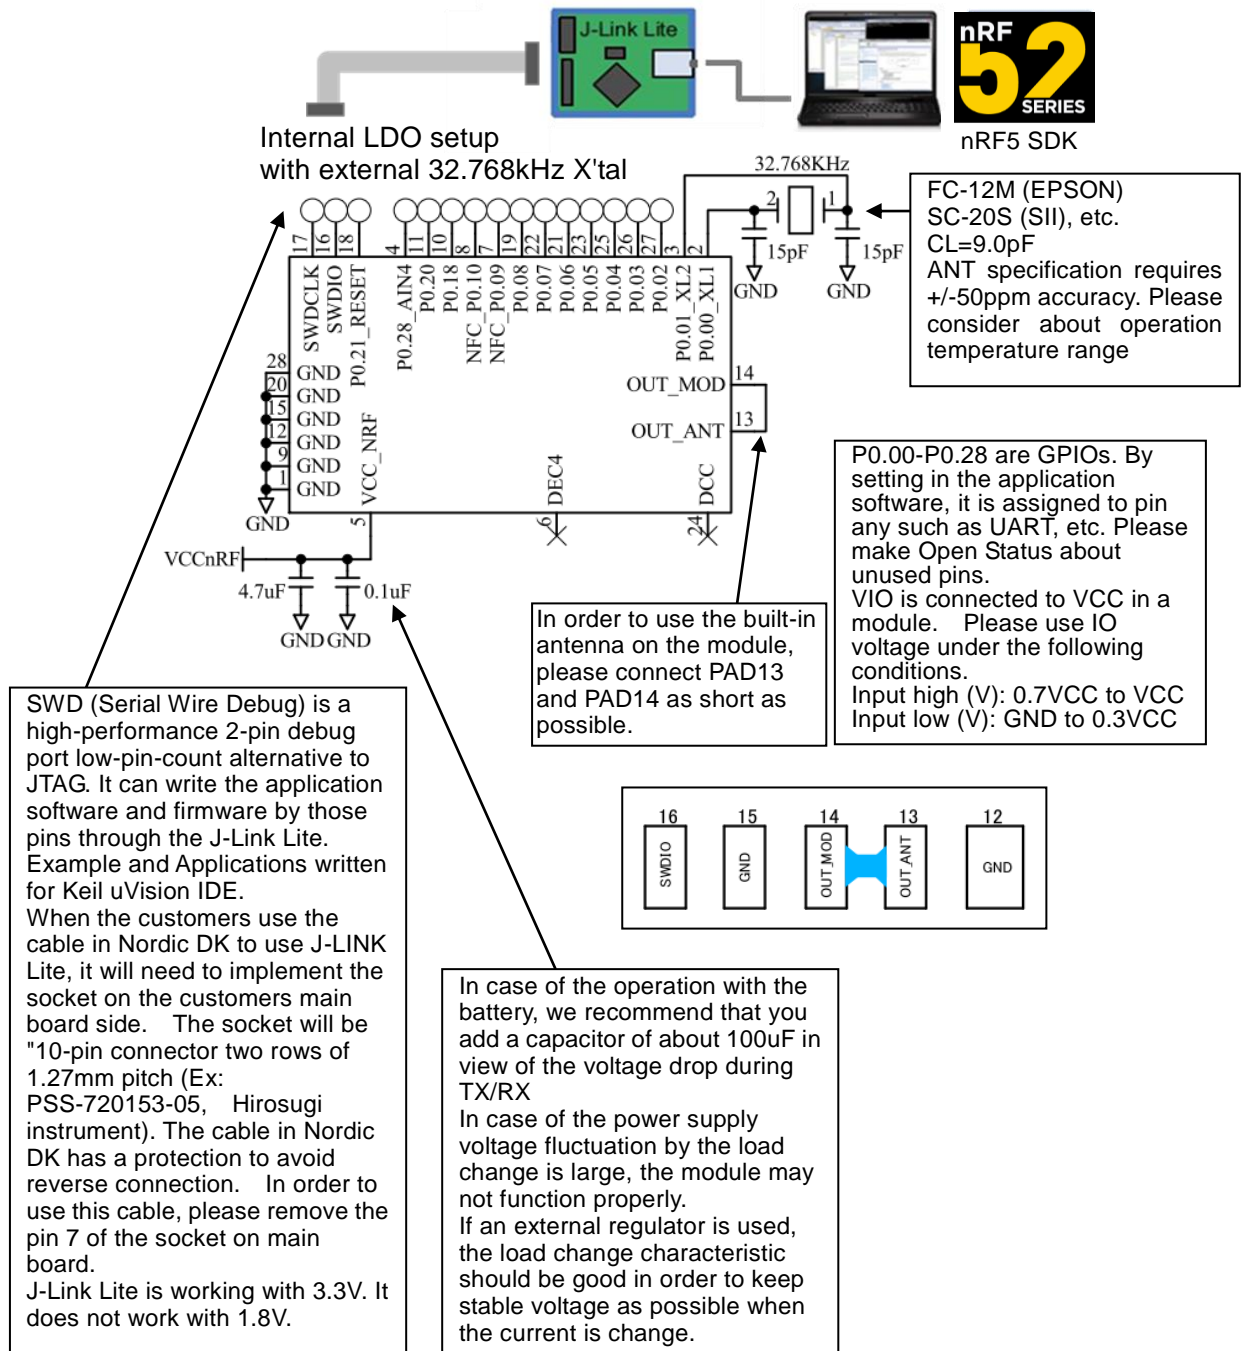 J-Link Lite
nRF
52
SERIES
nRF5 SDK
Internal LDO setup
with external 32.768kHz X'tal
32.768KHz
2
1
15pF
15pF
GND
GND
FC-12M (EPSON)
SC-20S (SII), etc.
CL=9.0pF
ANT specification requires
+/-50ppm accuracy. Please
consider about operation
temperature range
17
16
18
4
11
10
8
7
19
22
21
23
25
26
27
3
2
SWDCLK
SWDIO
P0.21_RESET
P0.28_AIN4
P0.20
P0.18
NFC_P0.10
NFC_P0.09
P0.08
P0.07
P0.06
P0.05
P0.04
P0.03
P0.02
P0.01_XL2
P0.00_XL1
28 GND
20 GND
15 GND
12 GND
9 GND
1 GND
GND
OUT_MOD 14
OUT_ANT 13
VCC_NRF
5
DEC4
6
DCC
24
VCCnRF
4.7uF
0.1uF
GND GND
P0.00-P0.28 are GPIOs. By
setting in the application
software, it is assigned to pin
any such as UART, etc. Please
make Open Status about
unused pins.
VIO is connected to VCC in a
module. Please use IO
voltage under the following
conditions.
Input high (V): 0.7VCC to VCC
Input low (V): GND to 0.3VCC
In order to use the built-in
antenna on the module,
please connect PAD13
and PAD14 as short as
possible.
SWD (Serial Wire Debug) is a
high-performance 2-pin debug
port low-pin-count alternative to
JTAG. It can write the application
software and firmware by those
pins through the J-Link Lite.
Example and Applications written
for Keil uVision IDE.
When the customers use the
cable in Nordic DK to use J-LINK
Lite, it will need to implement the
socket on the customers main
board side. The socket will be
"10-pin connector two rows of
1.27mm pitch (Ex:
PSS-720153-05, Hirosugi
instrument). The cable in Nordic
DK has a protection to avoid
reverse connection. In order to
use this cable, please remove the
pin 7 of the socket on main
board.
J-Link Lite is working with 3.3V. It
does not work with 1.8V.
16 15 14 13 12
SWDIO
GND
OUT_MOD
OUT_ANT
GND
In case of the operation with the
battery, we recommend that you
add a capacitor of about 100uF in
view of the voltage drop during
TX/RX
In case of the power supply
voltage fluctuation by the load
change is large, the module may
not function properly.
If an external regulator is used,
the load change characteristic
should be good in order to keep
stable voltage as possible when
the current is change.